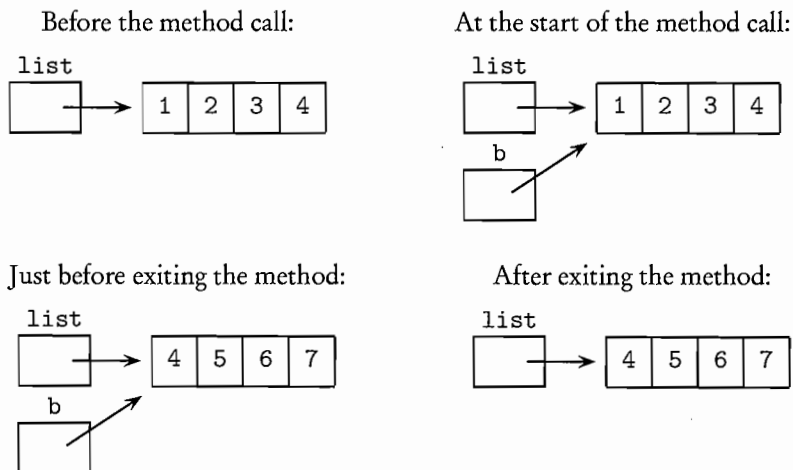 Before the method call:
list
1 2 3 4
At the start of the method call:
list
1 2 3 4
b
Just before exiting the method:
list
4 5 6 7
b
After exiting the method:
list
4 5 6 7